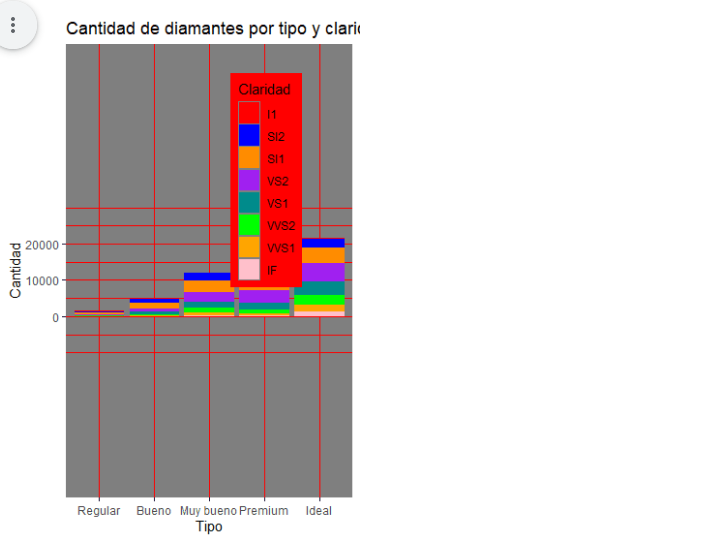 Cantidad de diamantes por tipo y clari
Claridad
I1
SI2
SI1
VS2
VS1
VVS2
VVS1
IF
Cantidad
20000
10000
0
Regular Bueno Muy bueno Premium Ideal
Tipo